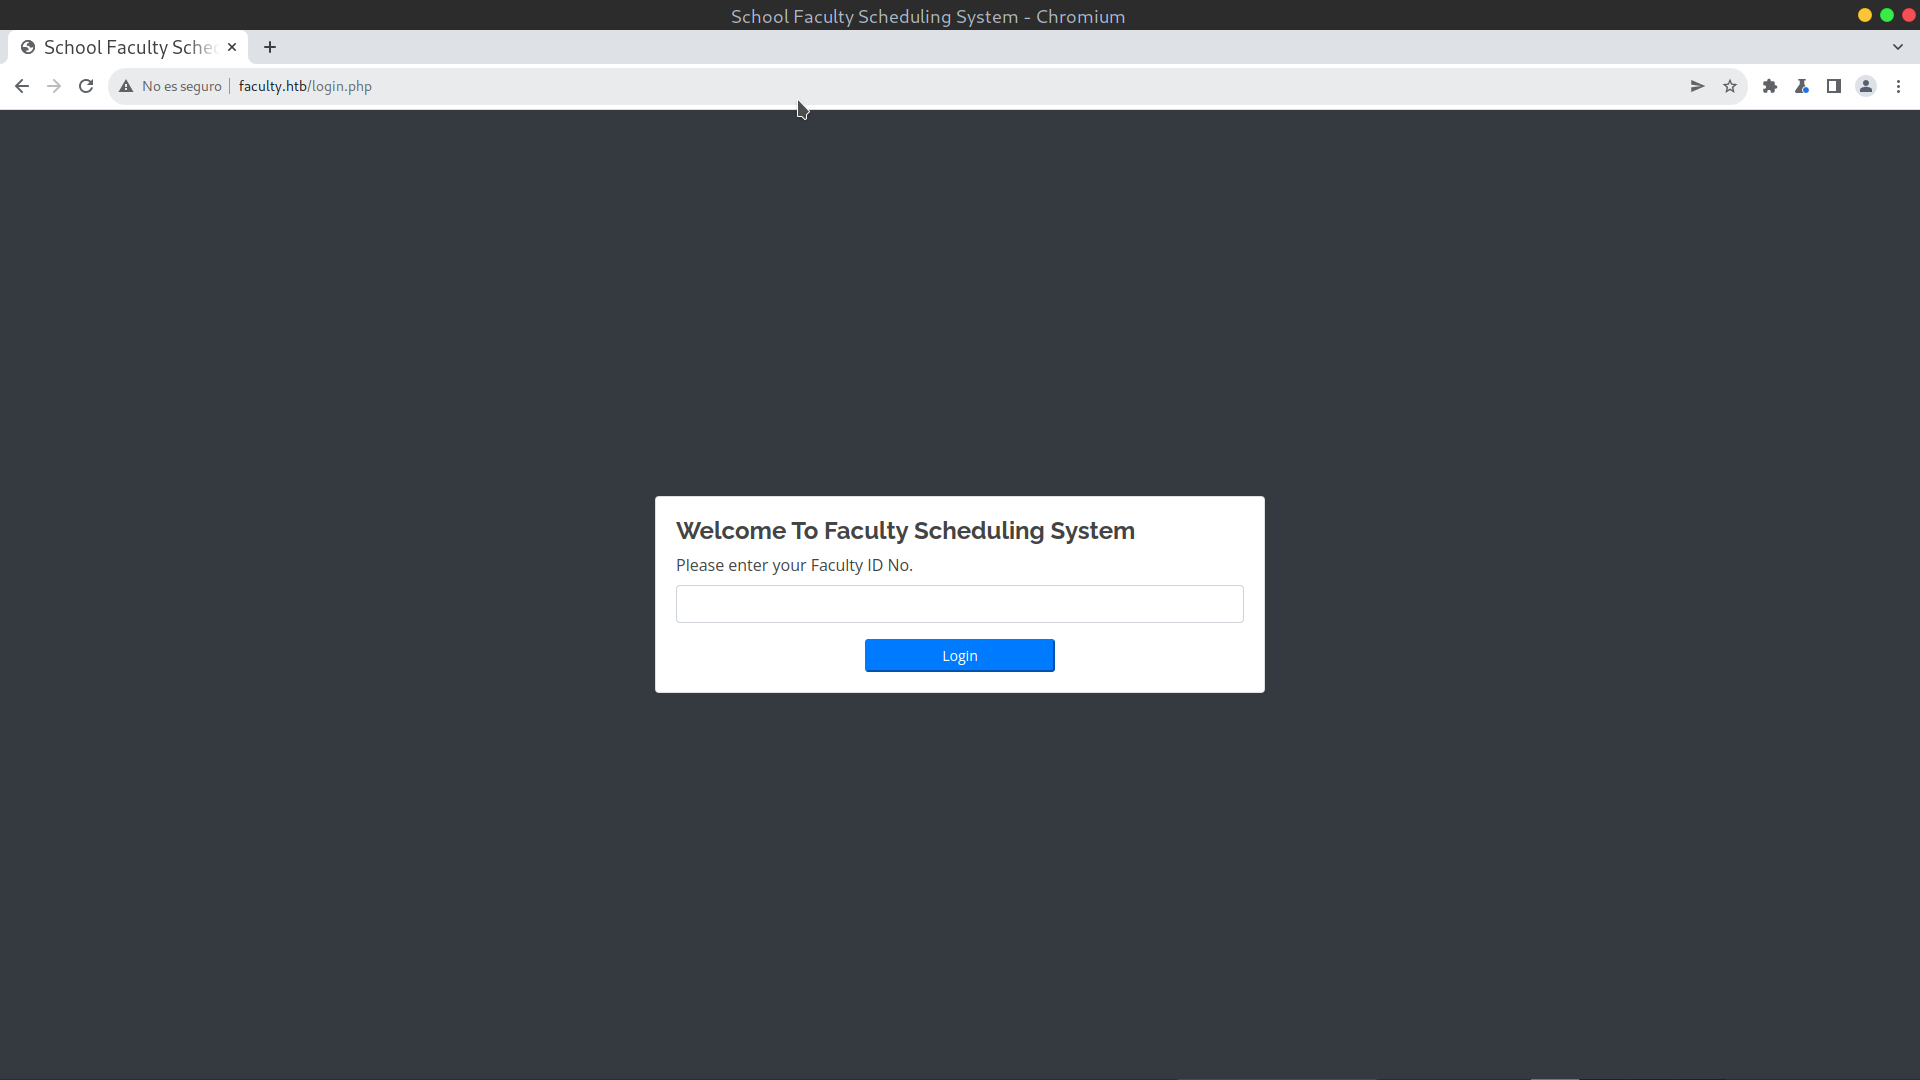 School Faculty Scheduling System - Chromium
School Faculty Sche
No es seguro faculty.htb/login.php
Welcome To Faculty Scheduling System
Please enter your Faculty ID No.
Login